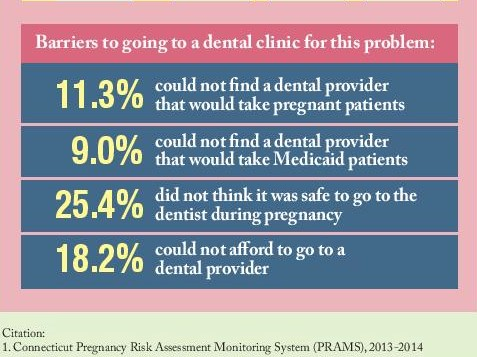 Barriers to going to a dental clinic for this problem:
11.3% could not find a dental provider
that would take pregnant patients
9.0% could not find a dental provider
that would take Medicaid patients
25.4% did not think it was safe to go to the
dentist during pregnancy
18.2% could not afford to go to a
dental provider
Citation:
1. Connecticut Pregnancy Risk Assessment Monitoring System (PRAMS), 2013-2014